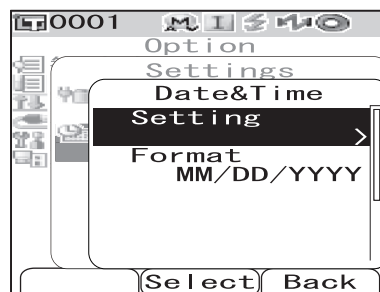 0001 M I
Option
Settings
Date&Time
Setting
>
Format
MM/DD/YYYY
Select Back